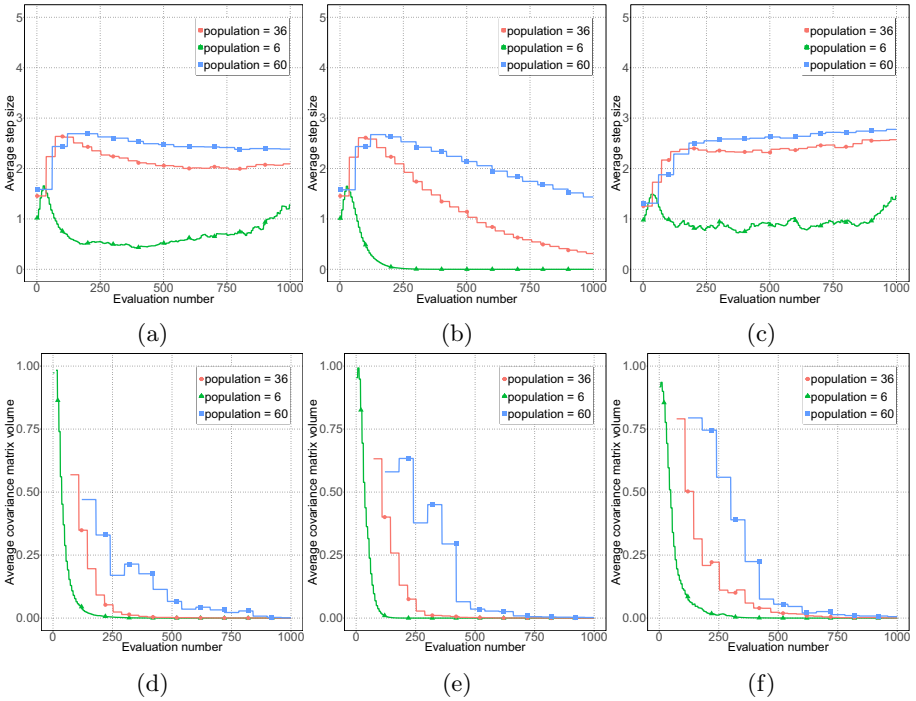 5
4
3
2
1
0
Average step size
population = 36
population = 6
population = 60
0
250
500
750
1000
Evaluation number
(a)
5
4
3
2
1
0
Average step size
population = 36
population = 6
population = 60
0
250
500
750
1000
Evaluation number
(b)
5
4
3
2
1
0
Average step size
population = 36
population = 6
population = 60
0
250
500
750
1000
Evaluation number
(c)
1.00
0.75
0.50
0.25
0.00
Average covariance matrix volume
population = 36
population = 6
population = 60
0
250
500
750
1000
Evaluation number
(d)
1.00
0.75
0.50
0.25
0.00
Average covariance matrix volume
population = 36
population = 6
population = 60
0
250
500
750
1000
Evaluation number
(e)
1.00
0.75
0.50
0.25
0.00
Average covariance matrix volume
population = 36
population = 6
population = 60
0
250
500
750
1000
Evaluation number
(f)